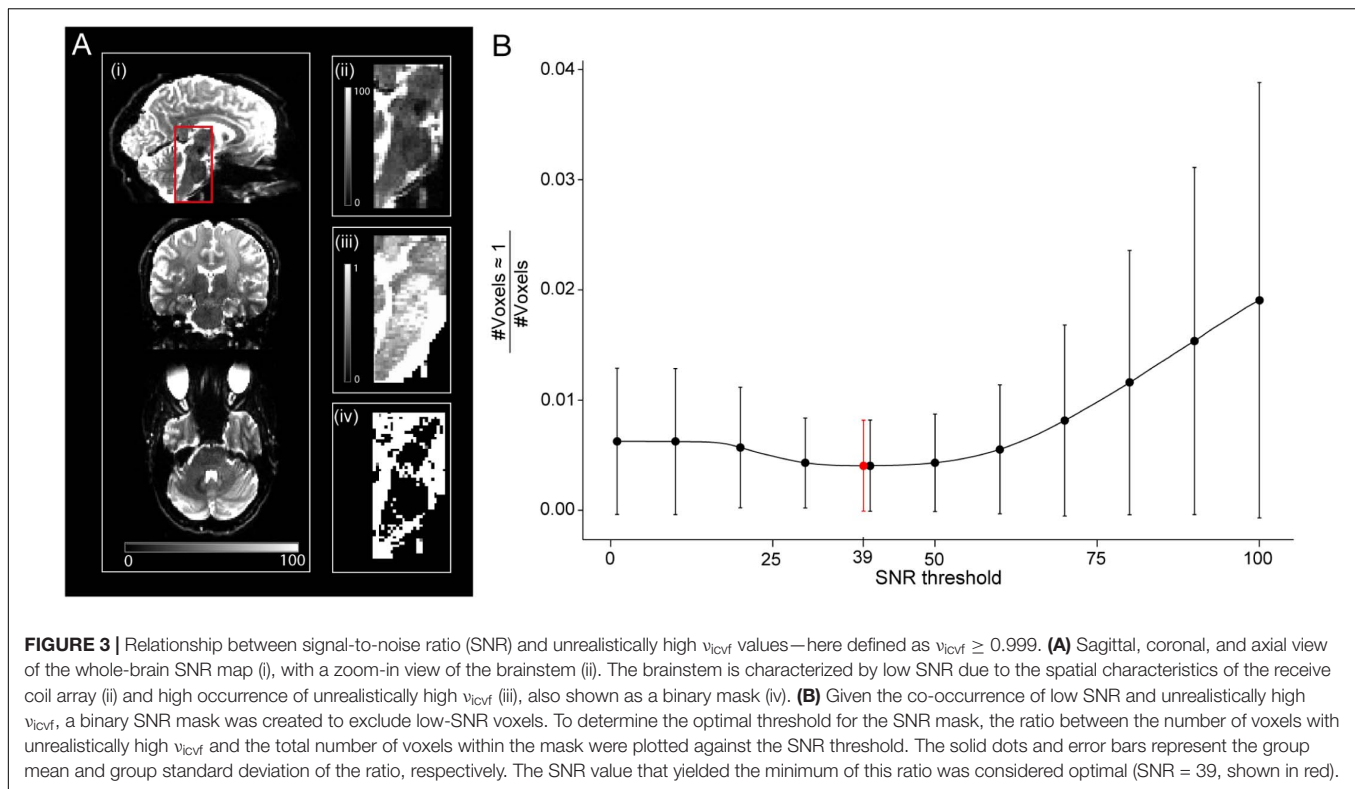 A
(i)
0
100
(ii)
100
0
(iii)
1
0
(iv)
B
#Voxels ≈ 1
#Voxels
0.04
0.03
0.02
0.01
0.00
0
25
39
50
75
100
SNR threshold
FIGURE 3 | Relationship between signal-to-noise ratio (SNR) and unrealistically high νicvf values—here defined as νicvf ≥ 0.999. (A) Sagittal, coronal, and axial view
of the whole-brain SNR map (i), with a zoom-in view of the brainstem (ii). The brainstem is characterized by low SNR due to the spatial characteristics of the receive
coil array (ii) and high occurrence of unrealistically high νicvf (iii), also shown as a binary mask (iv). (B) Given the co-occurrence of low SNR and unrealistically high
νicvf, a binary SNR mask was created to exclude low-SNR voxels. To determine the optimal threshold for the SNR mask, the ratio between the number of voxels with
unrealistically high νicvf and the total number of voxels within the mask were plotted against the SNR threshold. The solid dots and error bars represent the group
mean and group standard deviation of the ratio, respectively. The SNR value that yielded the minimum of this ratio was considered optimal (SNR = 39, shown in red).